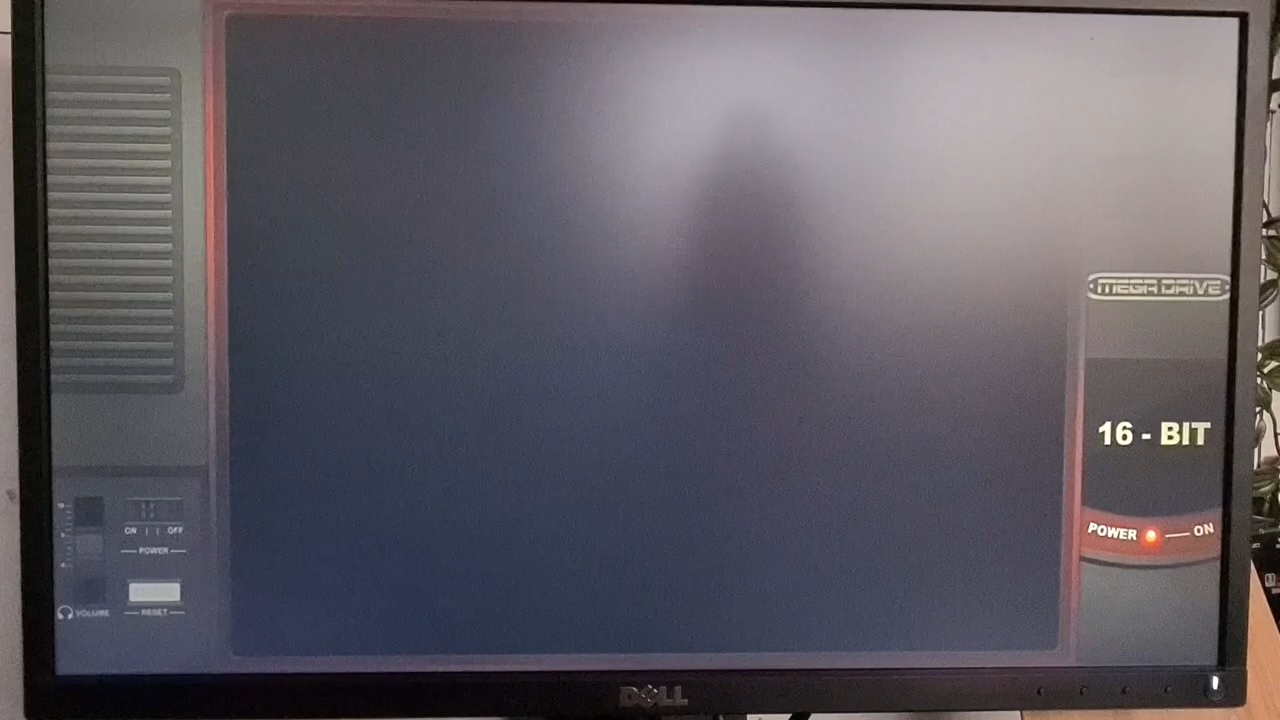 MEGA DRIVE
16 - BIT
POWER ON
ON OFF
POWER
RESET
VOLUME
DELL